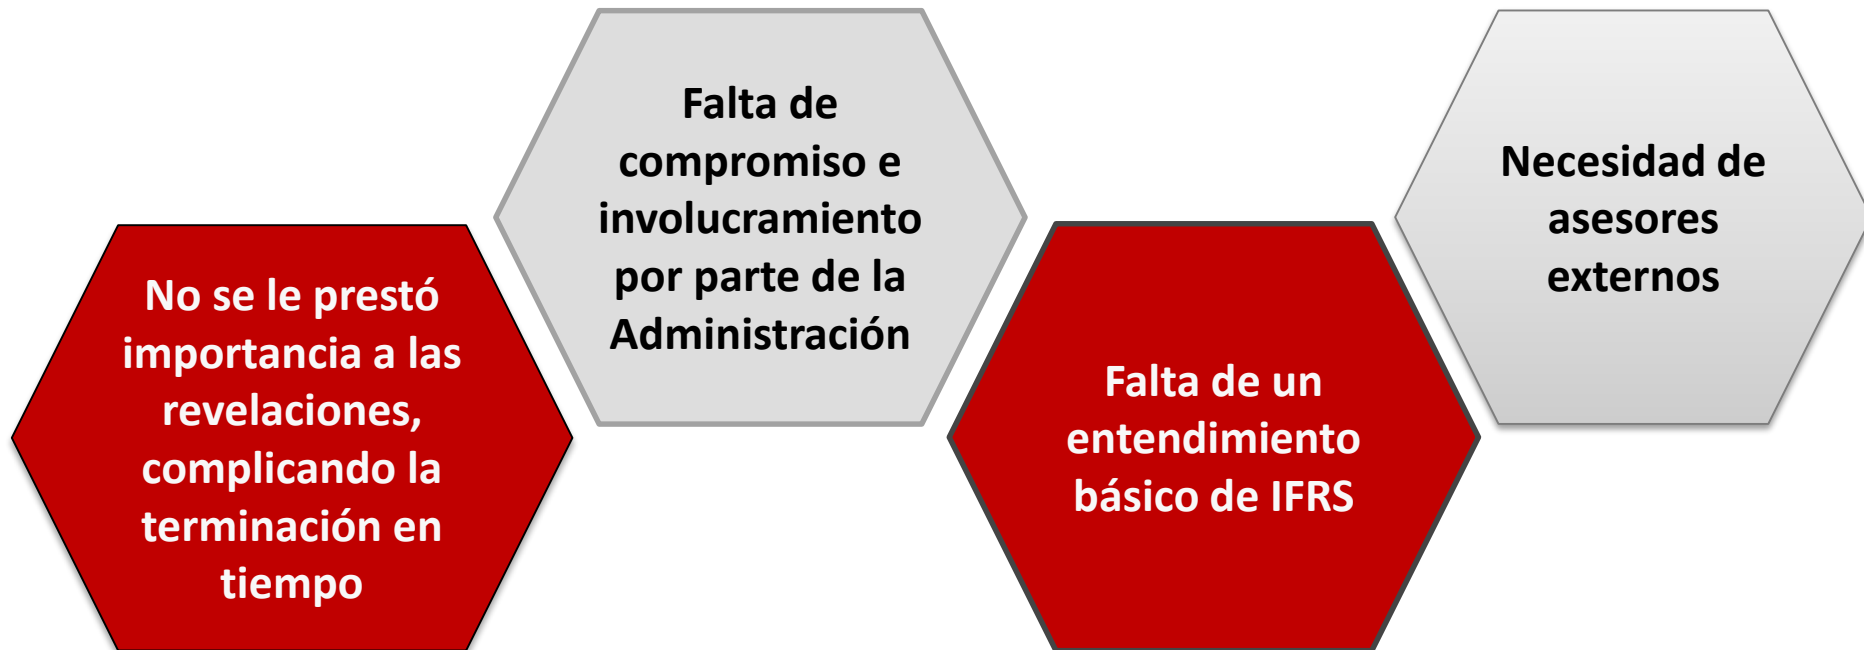 No se le prestó
importancia a las
revelaciones,
complicando la
terminación en
tiempo
Falta de
compromiso e
involucramiento
por parte de la
Administración
Falta de un
entendimiento
básico de IFRS
Necesidad de
asesores
externos